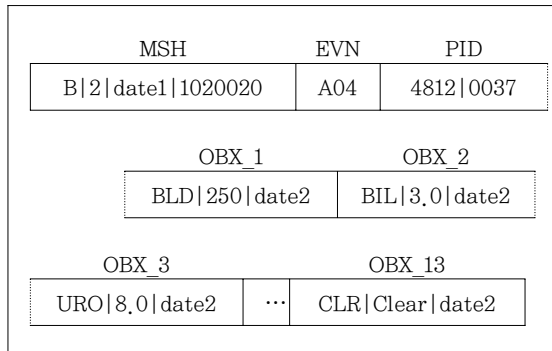 MSH EVN PID
B|2|date1|1020020 A04 4812|0037
OBX_1 OBX_2
BLD|250|date2 BIL|3.0|date2
OBX_3 OBX_13
URO|8.0|date2 … CLR|Clear|date2